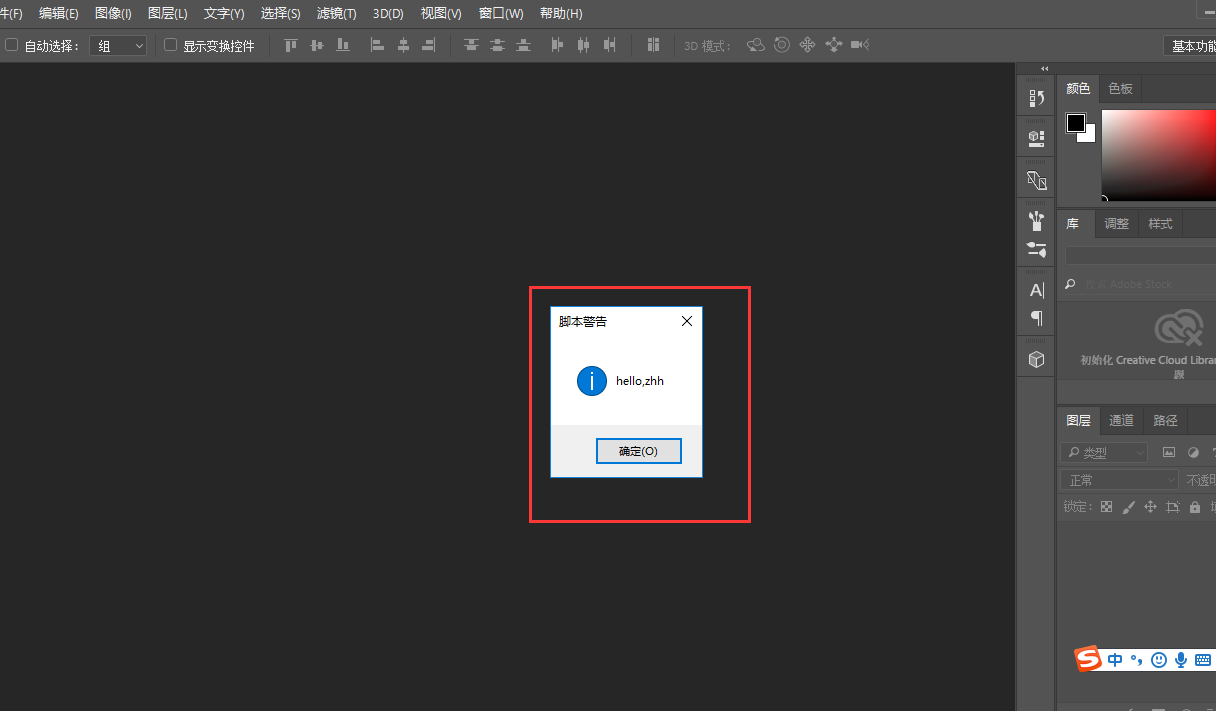 件(F) 编辑(E) 图像(I) 图层(L) 文字(Y) 选择(S) 滤镜(T) 3D(D) 视图(V) 窗口(W) 帮助(H)
自动选择： 组 显示变换控件 3D 模式： 基本功能
颜色 色板
库 调整 样式
搜索 Adobe Stock
初始化 Creative Cloud Librar
题
脚本警告
hello,zhh
确定(O)
图层 通道 路径
类型
正常 不透明
锁定：
中